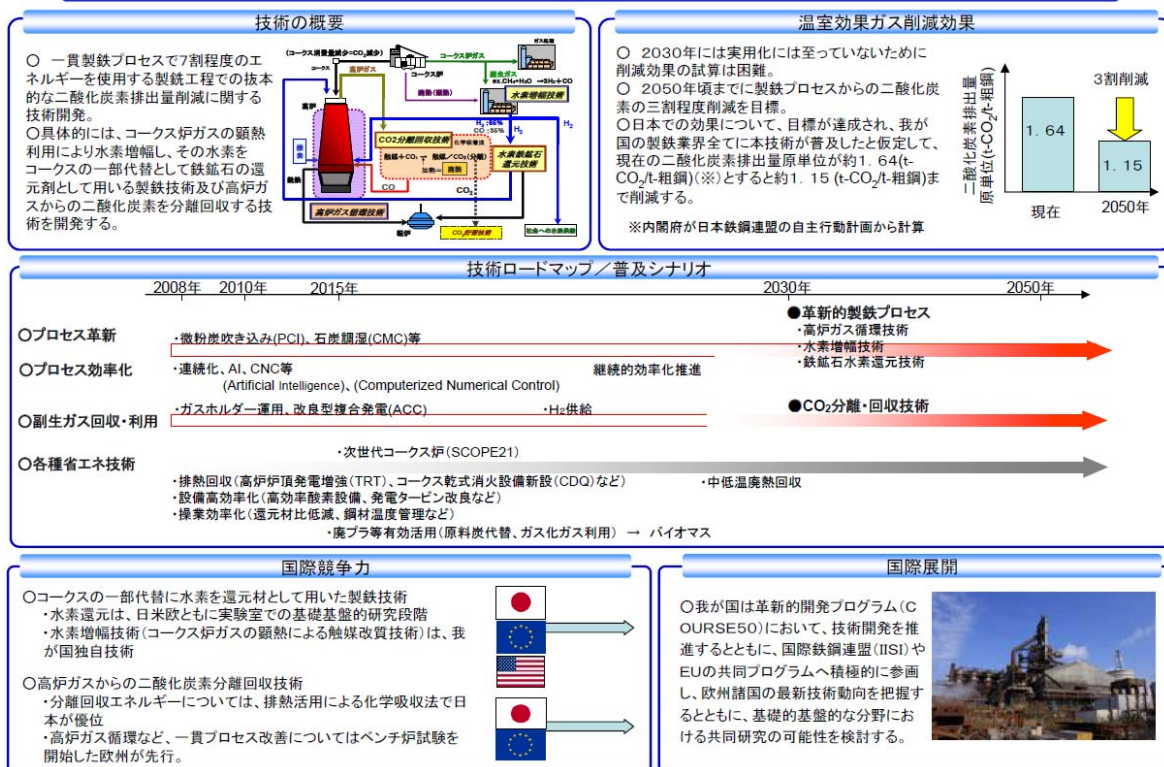 技術の概要
○ 一貫製鉄プロセスで7割程度のエ
ネルギーを使用する製銑工程での抜本
的な二酸化炭素排出量削減に関する
技術開発。
○具体的には、コークス炉ガスの顕熱
利用により水素増幅し、その水素を
コークスの一部代替として鉄鉱石の還
元剤として用いる製鉄技術及び高炉ガ
スからの二酸化炭素を分離回収する技
術を開発する。
(コークス消費量減少=CO2減少)
コークス
コークス炉ガス
コークス炉
高炉ガス
高炉
水素増幅技術
H2
H2
CO2分離回収技術
化学吸収法
水素鉄鉱石
還元技術
CO
CO2
高炉ガス循環技術
転炉
CO2貯留技術
社会への水素供給
温室効果ガス削減効果
○ 2030年には実用化には至っていないために
削減効果の試算は困難。
○ 2050年頃までに製鉄プロセスからの二酸化炭
素の三割程度削減を目標。
○日本での効果について、目標が達成され、我が
国の製鉄業界全てに本技術が普及したと仮定して、
現在の二酸化炭素排出量原単位が約1.64(t-
CO2/t-粗鋼)(※)とすると約1.15 (t-CO2/t-粗鋼)ま
で削減する。
※内閣府が日本鉄鋼連盟の自主行動計画から計算
二酸化炭素排出量
原単位(t-CO2/t-粗鋼)
3割削減
1.64
1.15
現在
2050年
技術ロードマップ/普及シナリオ
2008年 2010年 2015年 2030年 2050年
○プロセス革新
・微粉炭吹き込み(PCI)、石炭調湿(CMC)等
●革新的製鉄プロセス
・高炉ガス循環技術
・水素増幅技術
・鉄鉱石水素還元技術
○プロセス効率化
・連続化、AI、CNC等
(Artificial Intelligence)、(Computerized Numerical Control)
継続的効率化推進
○副生ガス回収・利用
・ガスホルダー運用、改良型複合発電(ACC)
・H2供給
●CO2分離・回収技術
○各種省エネ技術
・次世代コークス炉(SCOPE21)
・排熱回収(高炉炉頂発電増強(TRT)、コークス乾式消火設備新設(CDQ)など)
・中低温廃熱回収
・設備高効率化(高効率酸素設備、発電タービン改良など)
・操業効率化(還元材比低減、鋼材温度管理など)
・廃プラ等有効活用(原料炭代替、ガス化ガス利用) → バイオマス
国際競争力
○コークスの一部代替に水素を還元材として用いた製鉄技術
・水素還元は、日米欧ともに実験室での基礎基盤的研究段階
・水素増幅技術(コークス炉ガスの顕熱による触媒改質技術)は、我
が国独自技術
○高炉ガスからの二酸化炭素分離回収技術
・分離回収エネルギーについては、排熱活用による化学吸収法で日
本が優位
・高炉ガス循環など、一貫プロセス改善についてはベンチ炉試験を
開始した欧州が先行。
国際展開
○我が国は革新的開発プログラム(C
OURSE50)において、技術開発を推
進するとともに、国際鉄鋼連盟(IISI)や
EUの共同プログラムへ積極的に参画
し、欧州諸国の最新技術動向を把握す
るとともに、基礎的基盤的な分野にお
ける共同研究の可能性を検討する。